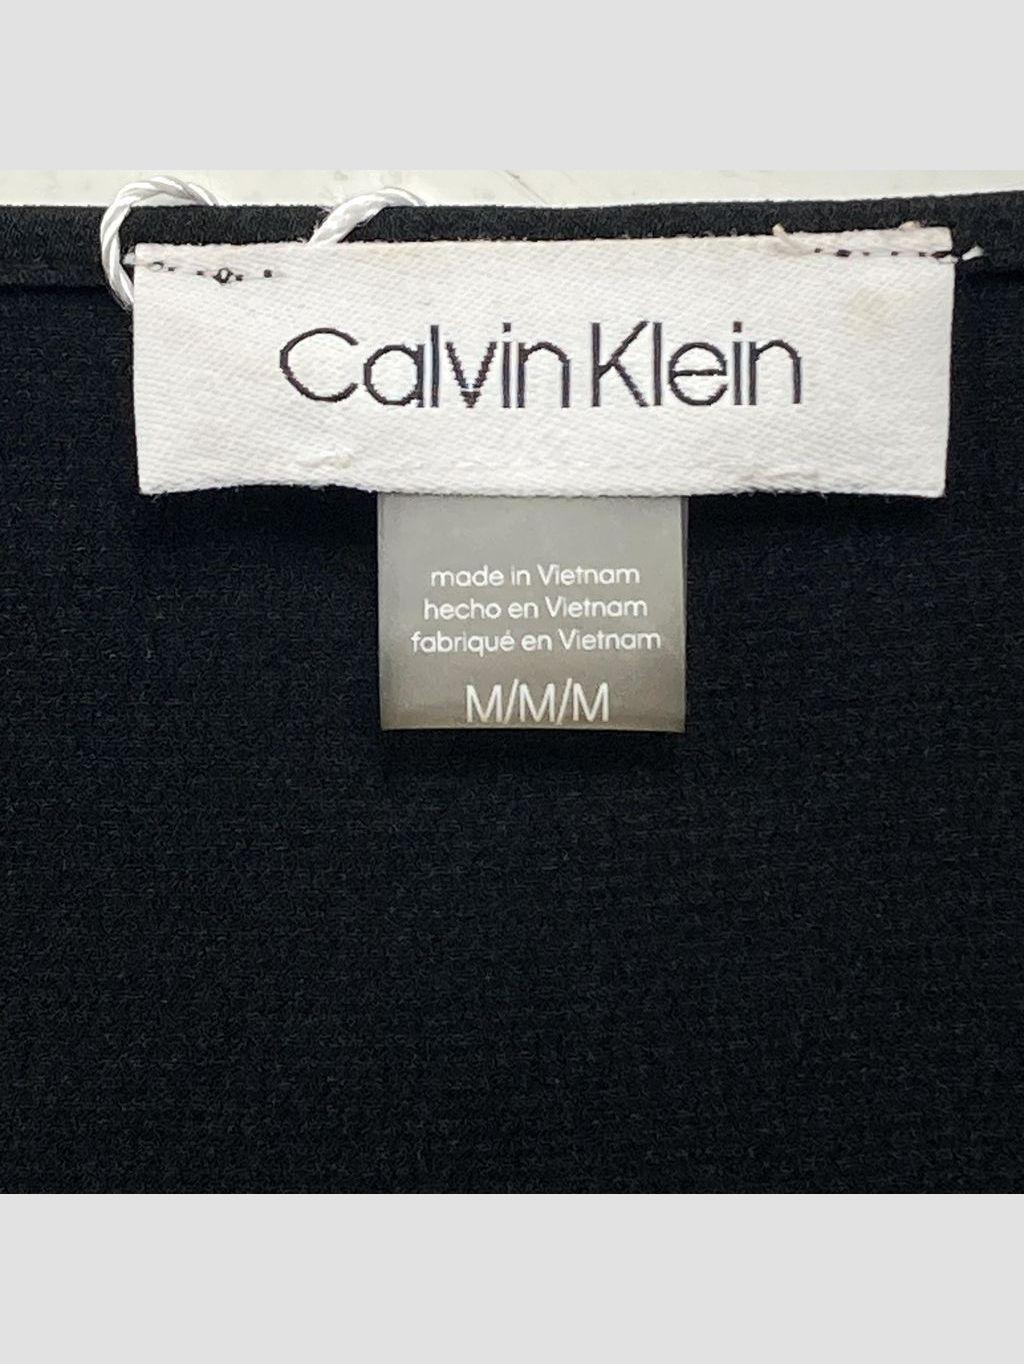 Calvin Klein
made in Vietnam
hecho en Vietnam
fabriqué en Vietnam
M/M/M